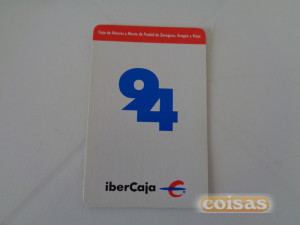 Caja de Ahorros y Monte de Piedad de Zaragoza, Aragón y Rioja
94
iberCaja
coisas